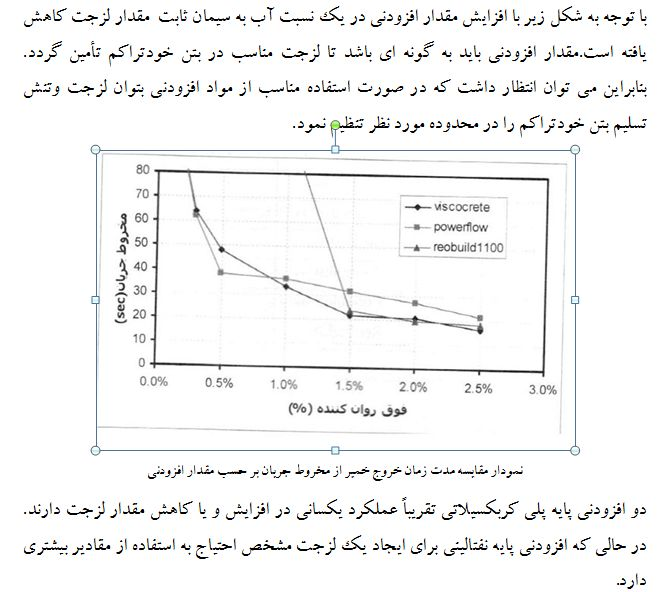 با توجه به شکل زیر با افزایش مقدار افزودنی در یک نسبت آب به سیمان ثابت مقدار لزجت کاهش
یافته است.مقدار افزودنی باید به گونه ای باشد تا لزجت مناسب در بتن خودتراکم تأمین گردد.
بنابراین می توان انتظار داشت که در صورت استفاده مناسب از مواد افزودنی بتوان لزجت وتنش
تسلیم بتن خودتراکم را در محدوده مورد نظر تنظیم نمود.
80
70
60
50
40
30
20
10
0
مخروط جریان(sec)
viscocrete
powerflow
reobuild1100
0.0% 0.5% 1.0% 1.5% 2.0% 2.5% 3.0%
فوق روان کننده (%)
نمودار مقایسه مدت زمان خروج خمیر از مخروط جریان بر حسب مقدار افزودنی
دو افزودنی پایه پلی کربکسیلاتی تقریباً عملکرد یکسانی در افزایش و یا کاهش مقدار لزجت دارند.
در حالی که افزودنی پایه نفتالینی برای ایجاد یک لزجت مشخص احتیاج به استفاده از مقادیر بیشتری
دارد.